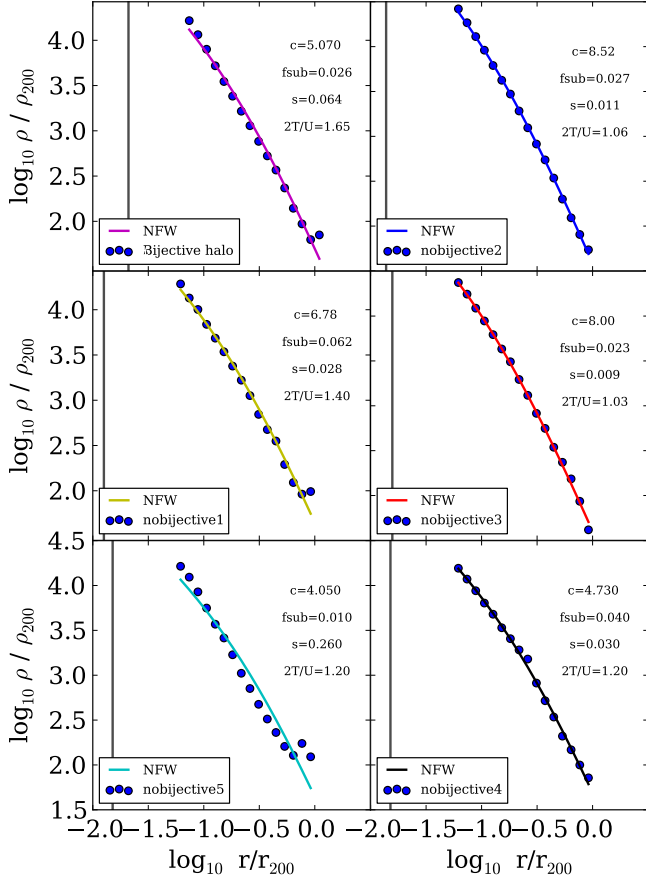 4.0
3.5
3.0
2.5
2.0
log₁₀ ρ / ρ₂₀₀
c=5.070
fsub=0.026
s=0.064
2T/U=1.65
NFW
Bijective halo
c=8.52
fsub=0.027
s=0.011
2T/U=1.06
NFW
nobijective2
4.0
3.5
3.0
2.5
2.0
log₁₀ ρ / ρ₂₀₀
c=6.78
fsub=0.062
s=0.028
2T/U=1.40
NFW
nobijective1
c=8.00
fsub=0.023
s=0.009
2T/U=1.03
NFW
nobijective3
4.5
4.0
3.5
3.0
2.5
2.0
1.5
log₁₀ ρ / ρ₂₀₀
c=4.050
fsub=0.010
s=0.260
2T/U=1.20
NFW
nobijective5
c=4.730
fsub=0.040
s=0.030
2T/U=1.20
NFW
nobijective4
−2.0 −1.5 −1.0 −0.5 0.0
−2.0 −1.5 −1.0 −0.5 0.0
log₁₀ r/r₂₀₀
log₁₀ r/r₂₀₀